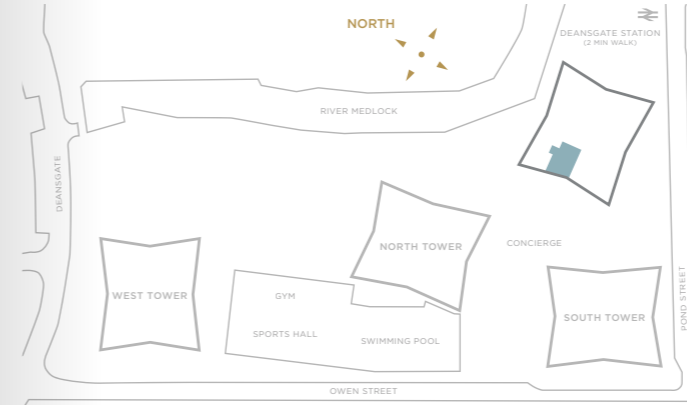 NORTH
DEANSGATE STATION
(2 MIN WALK)
RIVER MEDLOCK
DEANSGATE
NORTH TOWER
CONCIERGE
WEST TOWER
GYM
SOUTH TOWER
POND STREET
SPORTS HALL
SWIMMING POOL
OWEN STREET